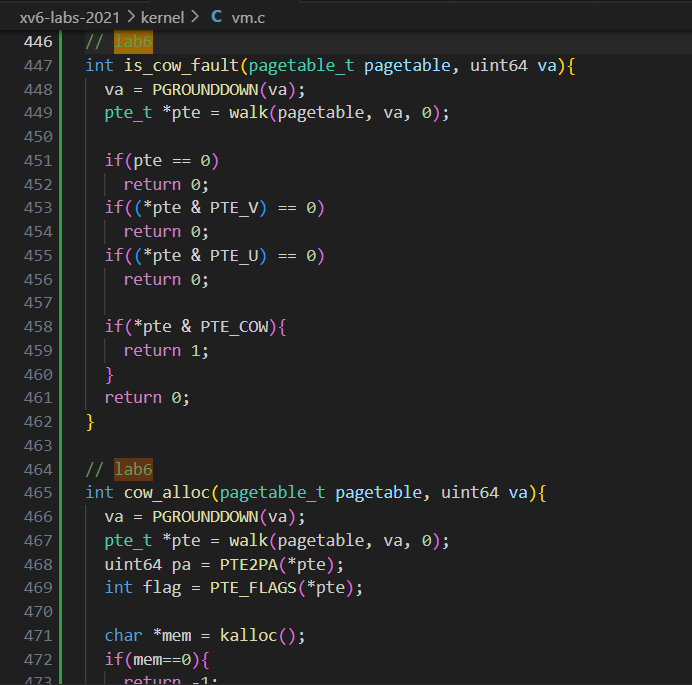 xv6-labs-2021 > kernel > C vm.c
446 // lab6
447 int is_cow_fault(pagetable_t pagetable, uint64 va){
448   va = PGROUNDDOWN(va);
449   pte_t *pte = walk(pagetable, va, 0);
450
451   if(pte == 0)
452     return 0;
453   if((*pte & PTE_V) == 0)
454     return 0;
455   if((*pte & PTE_U) == 0)
456     return 0;
457
458   if(*pte & PTE_COW){
459     return 1;
460   }
461   return 0;
462 }
463
464 // lab6
465 int cow_alloc(pagetable_t pagetable, uint64 va){
466   va = PGROUNDDOWN(va);
467   pte_t *pte = walk(pagetable, va, 0);
468   uint64 pa = PTE2PA(*pte);
469   int flag = PTE_FLAGS(*pte);
470
471   char *mem = kalloc();
472   if(mem==0){
473     return -1;